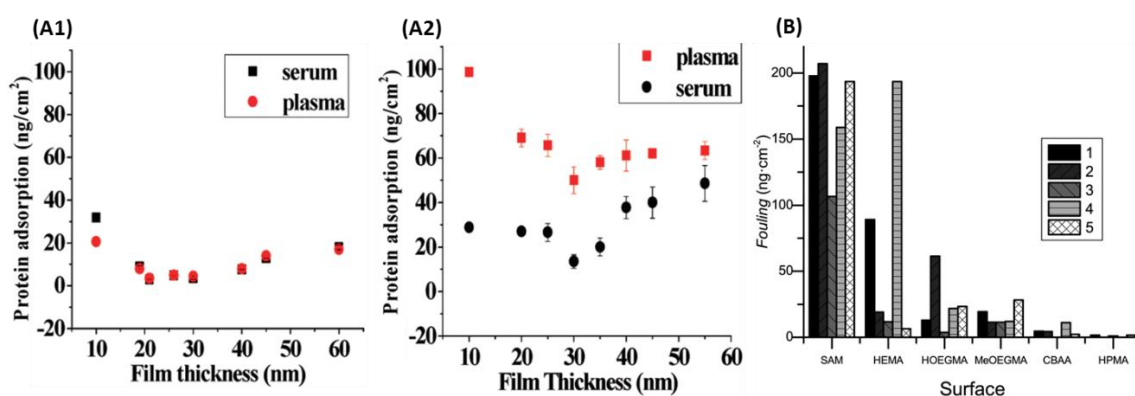 (A1)
Protein adsorption (ng/cm²)
100
80
60
40
20
0
-20
serum
plasma
10 20 30 40 50 60
Film thickness (nm)
(A2)
Protein adsorption (ng/cm²)
100
80
60
40
20
0
-20
plasma
serum
10 20 30 40 50 60
Film Thickness (nm)
(B)
Fouling (ng·cm⁻²)
200
150
100
50
0
1
2
3
4
5
SAM HEMA HOEGMA MeOEGMA CBAA HPMA
Surface